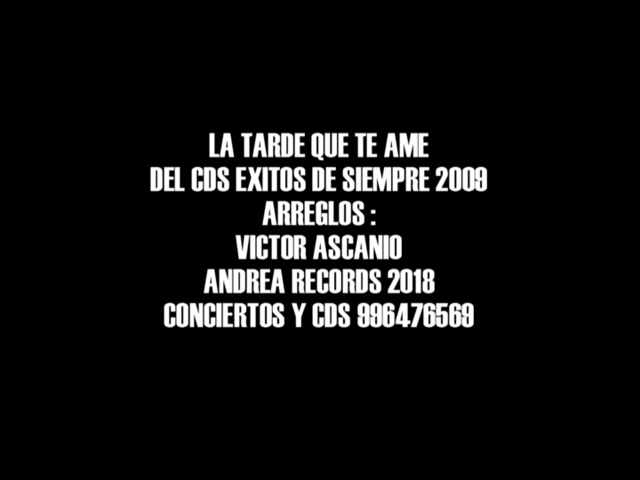 LA TARDE QUE TE AME
DEL CDS EXITOS DE SIEMPRE 2009
ARREGLOS :
VICTOR ASCANIO
ANDREA RECORDS 2018
CONCIERTOS Y CDS 996476569